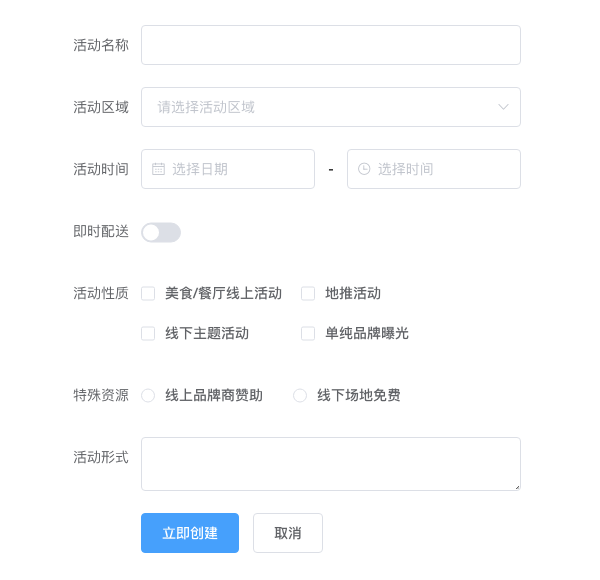 活动名称
活动区域 请选择活动区域
活动时间 选择日期 - 选择时间
即时配送
活动性质 美食/餐厅线上活动 地推活动
线下主题活动 单纯品牌曝光
特殊资源 线上品牌商赞助 线下场地免费
活动形式
立即创建 取消